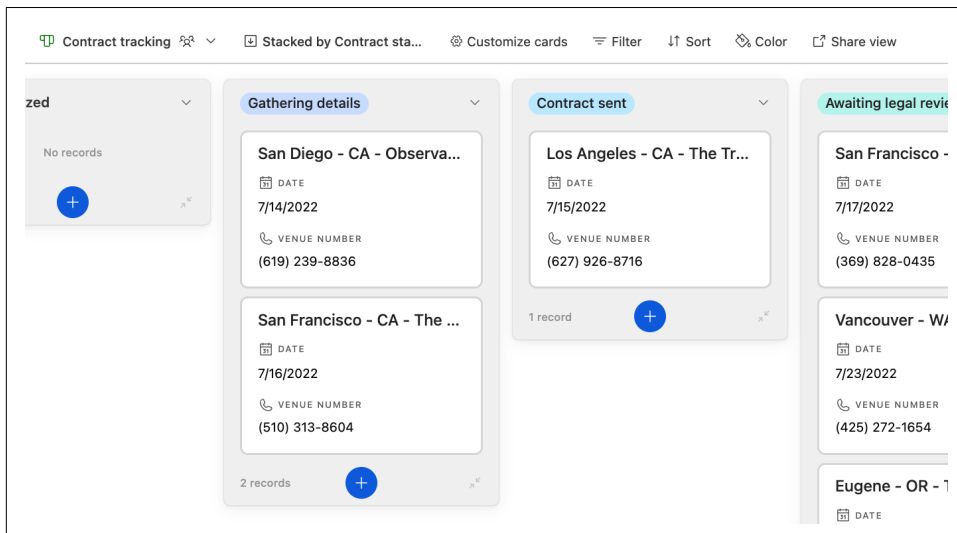 Contract tracking
Stacked by Contract sta...
Customize cards
Filter
Sort
Color
Share view
zed
No records
Gathering details
San Diego - CA - Observa...
DATE
7/14/2022
VENUE NUMBER
(619) 239-8836
San Francisco - CA - The ...
DATE
7/16/2022
VENUE NUMBER
(510) 313-8604
2 records
Contract sent
Los Angeles - CA - The Tr...
DATE
7/15/2022
VENUE NUMBER
(627) 926-8716
1 record
Awaiting legal revie
San Francisco -
DATE
7/17/2022
VENUE NUMBER
(369) 828-0435
Vancouver - WA
DATE
7/23/2022
VENUE NUMBER
(425) 272-1654
Eugene - OR - T
DATE